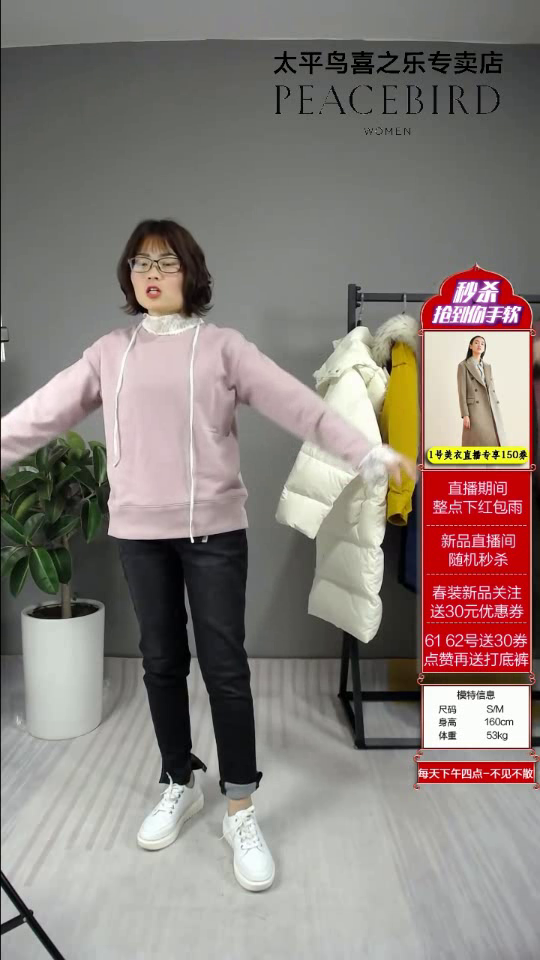 太平鸟喜之乐专卖店
PEACEBIRD
WOMEN
秒杀
抢到你手软
1号美衣直播专享150券
直播期间
整点下红包雨
新品直播间
随机秒杀
春装新品关注
送30元优惠券
61 62号送30券
点赞再送打底裤
模特信息
尺码 S/M
身高 160cm
体重 53kg
每天下午四点-不见不散